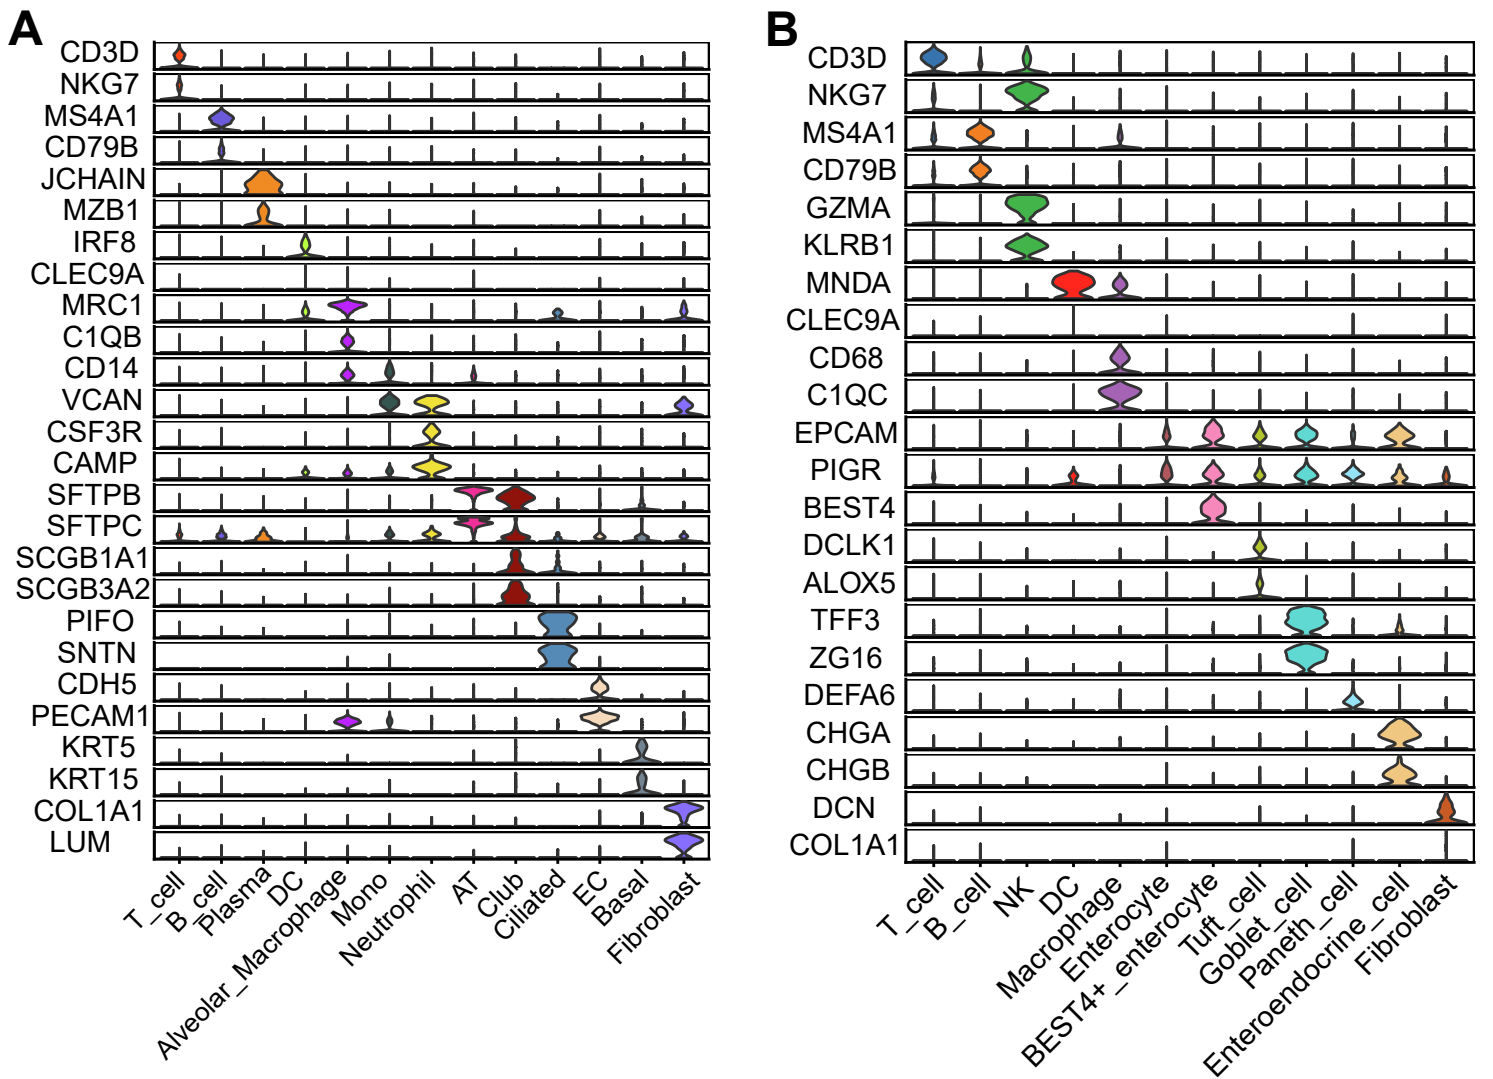 A
CD3D
NKG7
MS4A1
CD79B
JCHAIN
MZB1
IRF8
CLEC9A
MRC1
C1QB
CD14
VCAN
CSF3R
CAMP
SFTPB
SFTPC
SCGB1A1
SCGB3A2
PIFO
SNTN
CDH5
PECAM1
KRT5
KRT15
COL1A1
LUM
T_cell
B_cell
Plasma
DC
Alveolar_Macrophage
Mono
Neutrophil
AT
Club
Ciliated
EC
Basal
Fibroblast
B
CD3D
NKG7
MS4A1
CD79B
GZMA
KLRB1
MNDA
CLEC9A
CD68
C1QC
EPCAM
PIGR
BEST4
DCLK1
ALOX5
TFF3
ZG16
DEFA6
CHGA
CHGB
DCN
COL1A1
T_cell
B_cell
NK
DC
Macrophage
Enterocyte
BEST4+_enterocyte
Tuft_cell
Goblet_cell
Paneth_cell
Enteroendocrine_cell
Fibroblast